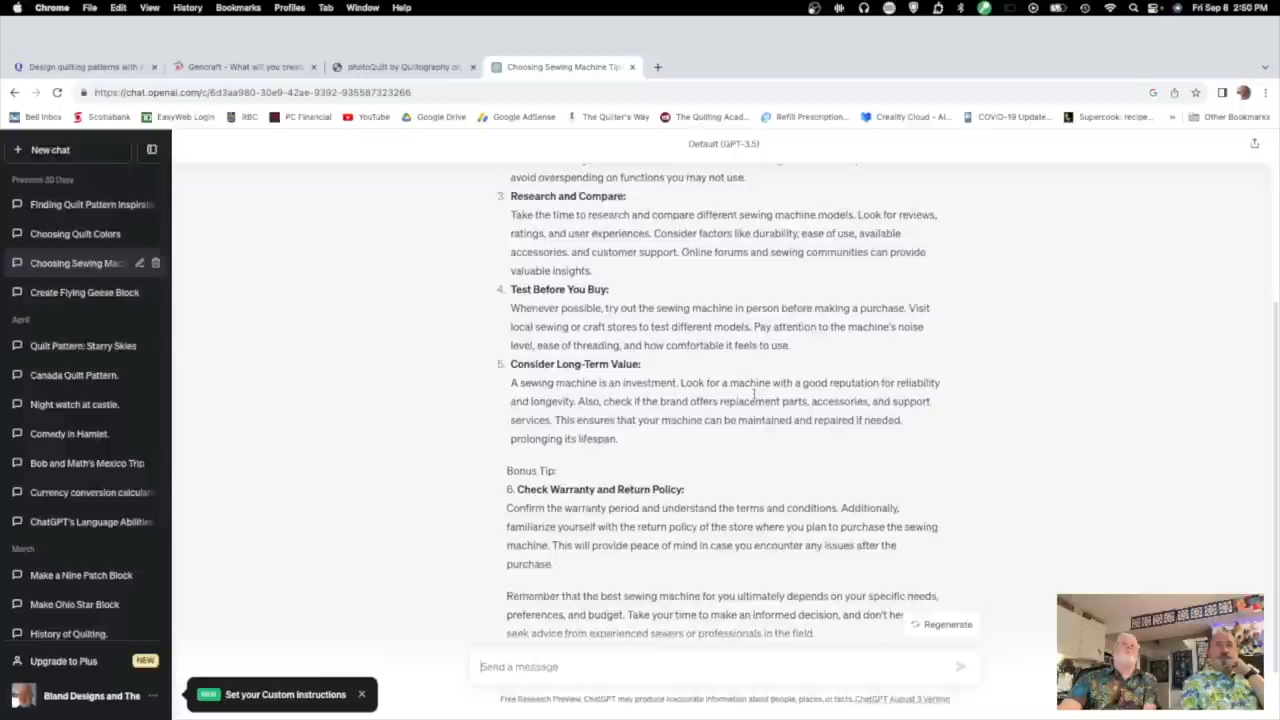 Chrome File Edit View History Bookmarks Profiles Tab Window Help Fri Sep 8 2:50 PM
Design quilting patterns with Gencraft - What will you creat photoQuilt by Quiltography on Choosing Sewing Machine Tip
https://chat.openai.com/c/6d3aa980-30e9-42ae-9392-935587323266
Bell Inbox Scotiabank EasyWeb Login RBC PC Financial YouTube Google Drive Google AdSense The Quilter's Way The Quilting Acad... Refill Prescription... Creality Cloud - Al... COVID-19 Update... Supercook: recipe... » Other Bookmarks
New chat
Default (GPT-3.5)
Previous 30 Days
Finding Quilt Pattern Inspirati
Choosing Quilt Colors
Choosing Sewing Mac
Create Flying Geese Block
April
Quilt Pattern: Starry Skies
Canada Quilt Pattern.
Night watch at castle.
Comedy in Hamlet.
Bob and Math's Mexico Trip
Currency conversion calculat
ChatGPT's Language Abilities
March
Make a Nine Patch Block
Make Ohio Star Block
History of Quilting.
Upgrade to Plus NEW
Bland Designs and The ...
avoid overspending on functions you may not use.
3. Research and Compare:
Take the time to research and compare different sewing machine models. Look for reviews,
ratings, and user experiences. Consider factors like durability, ease of use, available
accessories, and customer support. Online forums and sewing communities can provide
valuable insights.
4. Test Before You Buy:
Whenever possible, try out the sewing machine in person before making a purchase. Visit
local sewing or craft stores to test different models. Pay attention to the machine's noise
level, ease of threading, and how comfortable it feels to use.
5. Consider Long-Term Value:
A sewing machine is an investment. Look for a machine with a good reputation for reliability
and longevity. Also, check if the brand offers replacement parts, accessories, and support
services. This ensures that your machine can be maintained and repaired if needed,
prolonging its lifespan.
Bonus Tip:
6. Check Warranty and Return Policy:
Confirm the warranty period and understand the terms and conditions. Additionally,
familiarize yourself with the return policy of the store where you plan to purchase the sewing
machine. This will provide peace of mind in case you encounter any issues after the
purchase.
Remember that the best sewing machine for you ultimately depends on your specific needs,
preferences, and budget. Take your time to make an informed decision, and don't hes
seek advice from experienced sewers or professionals in the field.
Regenerate
Send a message
NEW Set your Custom Instructions
Free Research Preview. ChatGPT may produce inaccurate information about people, places, or facts. ChatGPT August 3 Version